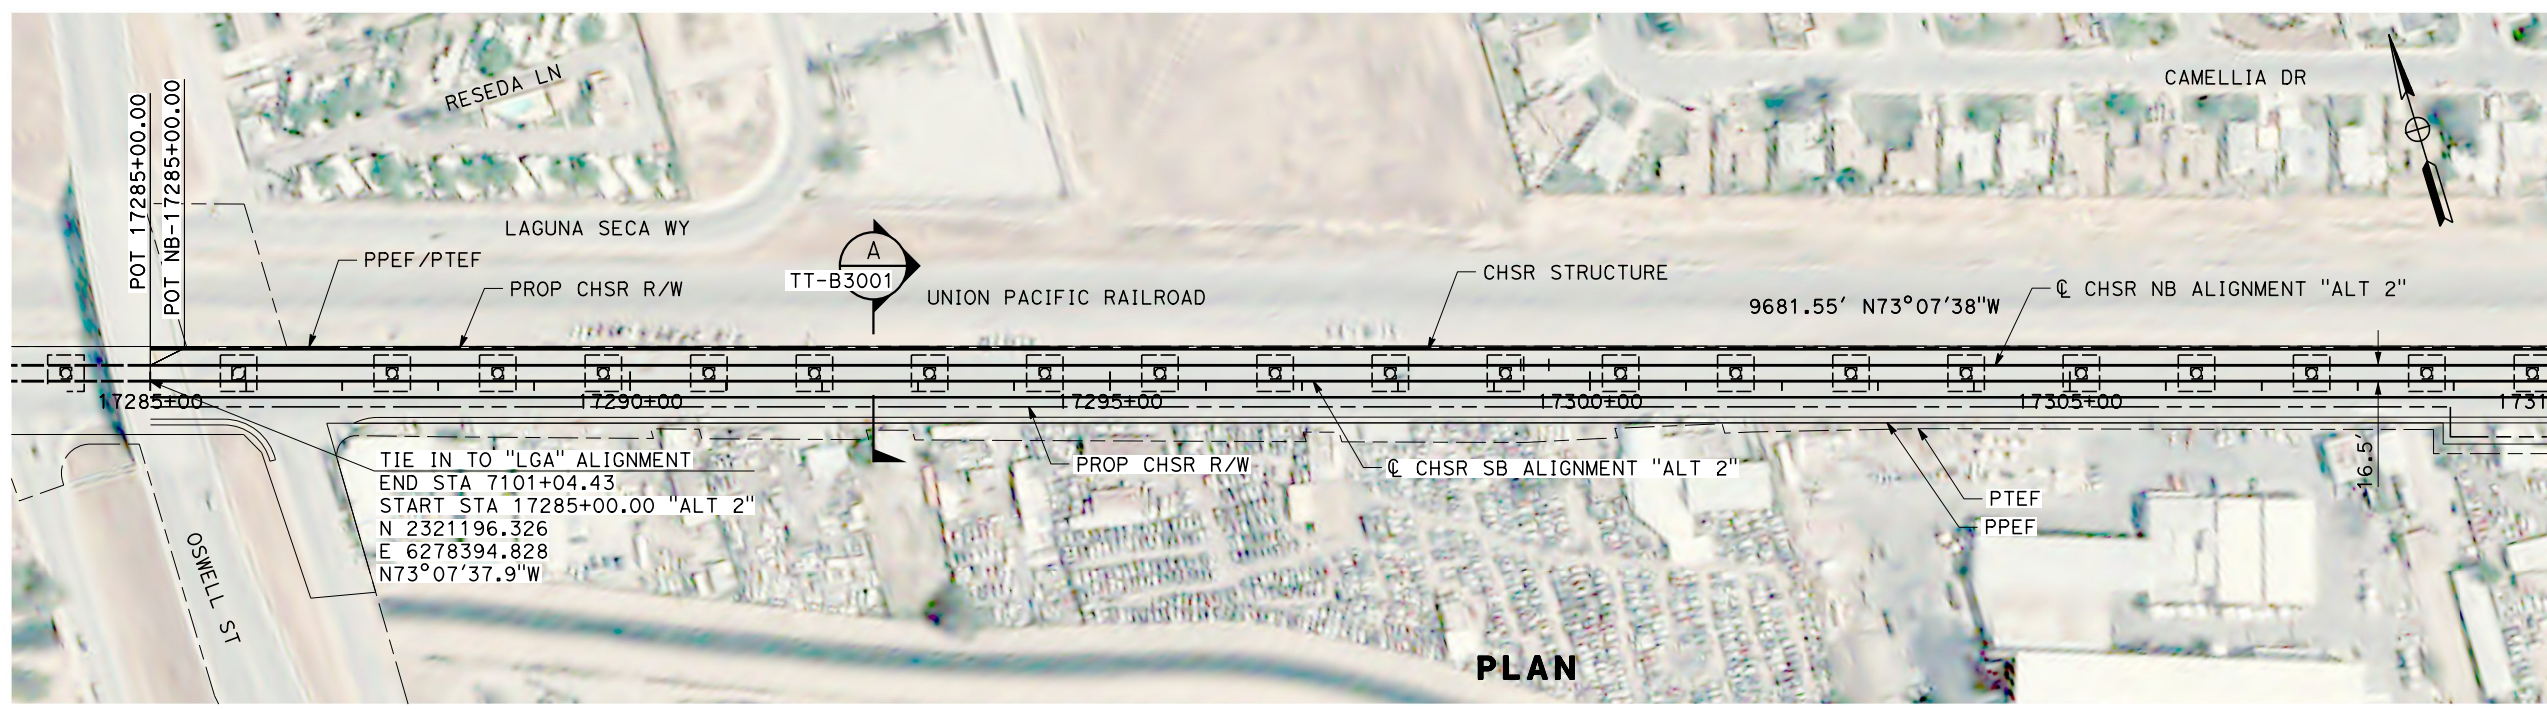 POT 17285+00.00
POT NB-17285+00.00
RESEDA LN
CAMELLIA DR
LAGUNA SECA WY
PPEF/PTEF
PROP CHSR R/W
A
TT-B3001
UNION PACIFIC RAILROAD
CHSR STRUCTURE
9681.55' N73°07'38"W
℄ CHSR NB ALIGNMENT "ALT 2"
17285+00
17290+00
17295+00
17300+00
17305+00
1731
TIE IN TO "LGA" ALIGNMENT
END STA 7101+04.43
START STA 17285+00.00 "ALT 2"
N 2321196.326
E 6278394.828
N73°07'37.9"W
PROP CHSR R/W
℄ CHSR SB ALIGNMENT "ALT 2"
16.5'
PTEF
PPEF
OSWELL ST
PLAN